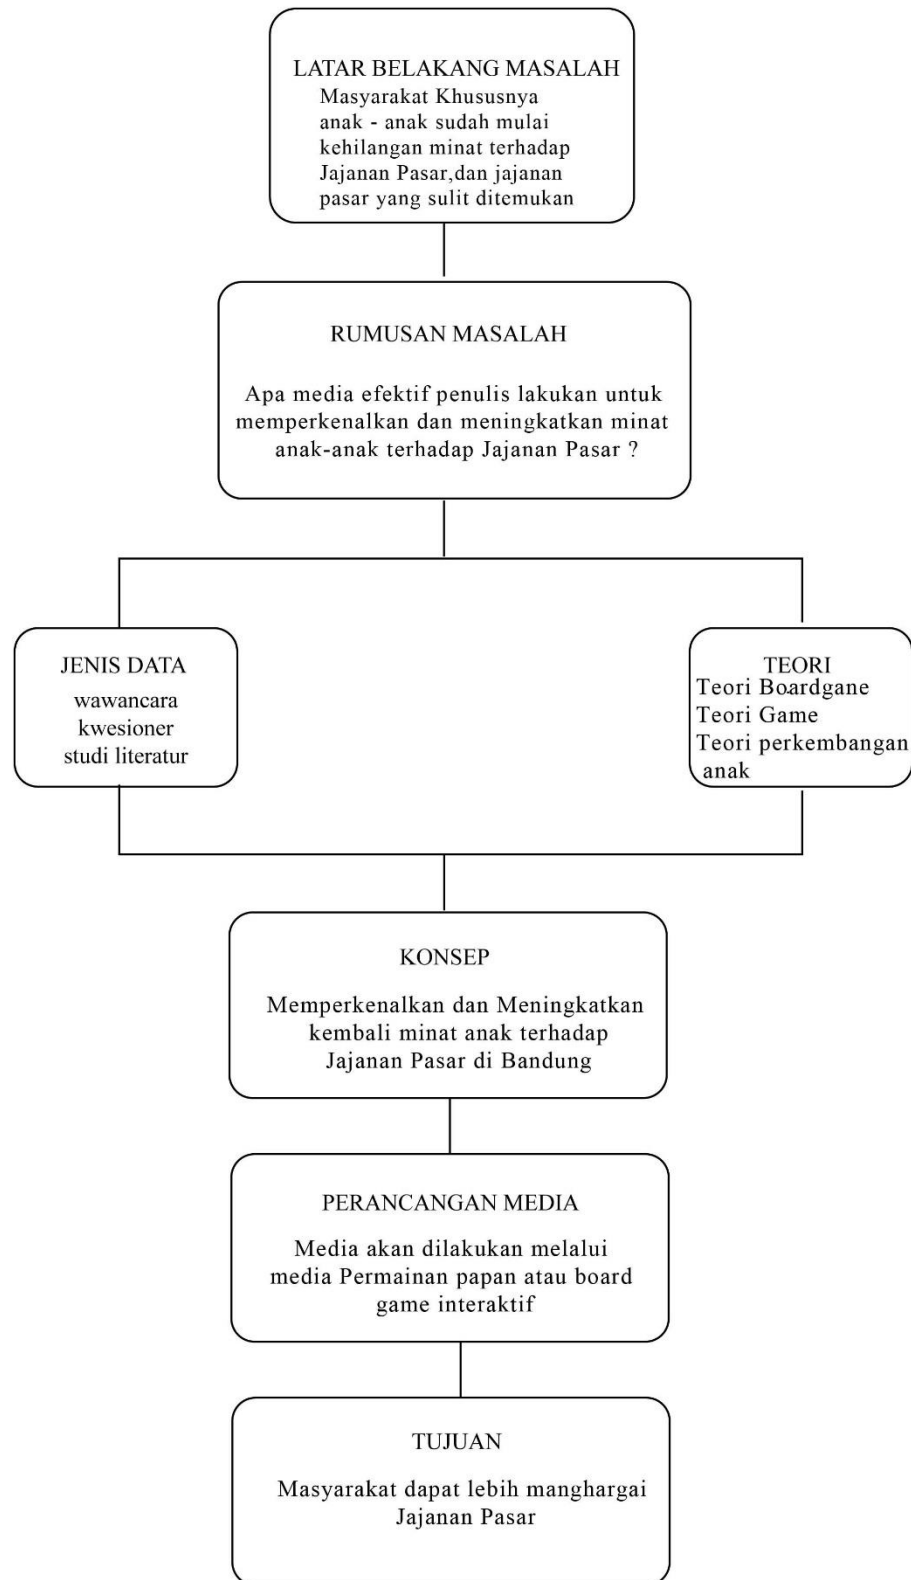 LATAR BELAKANG MASALAH
Masyarakat Khususnya
anak - anak sudah mulai
kehilangan minat terhadap
Jajanan Pasar,dan jajanan
pasar yang sulit ditemukan
RUMUSAN MASALAH
Apa media efektif penulis lakukan untuk
memperkenalkan dan meningkatkan minat
anak-anak terhadap Jajanan Pasar ?
JENIS DATA
wawancara
kwesioner
studi literatur
TEORI
Teori Boardgane
Teori Game
Teori perkembangan
anak
KONSEP
Memperkenalkan dan Meningkatkan
kembali minat anak terhadap
Jajanan Pasar di Bandung
PERANCANGAN MEDIA
Media akan dilakukan melalui
media Permainan papan atau board
game interaktif
TUJUAN
Masyarakat dapat lebih manghargai
Jajanan Pasar